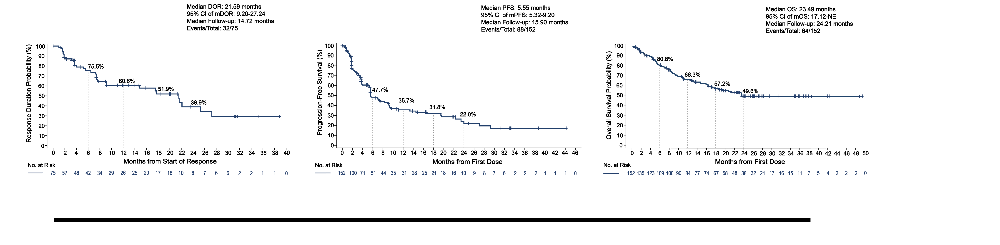 Median DOR: 21.59 months
95% CI of mDOR: 9.20-27.24
Median Follow-up: 14.72 months
Events/Total: 32/75
Response Duration Probability (%)
100
90
80
70
60
50
40
30
20
10
0
75.5%
60.6%
51.9%
38.9%
0 2 4 6 8 10 12 14 16 18 20 22 24 26 28 30 32 34 36 38 40
Months from Start of Response
No. at Risk
75 57 48 42 34 29 26 25 20 17 16 10 8 7 6 6 2 2 1 1 0
Median PFS: 5.55 months
95% CI of mPFS: 5.32-9.20
Median Follow-up: 15.90 months
Events/Total: 88/152
Progression-Free Survival (%)
100
90
80
70
60
50
40
30
20
10
0
47.7%
35.7%
31.8%
22.0%
0 2 4 6 8 10 12 14 16 18 20 22 24 26 28 30 32 34 36 38 40 42 44 46
Months from First Dose
No. at Risk
152 100 71 51 44 35 31 28 25 21 18 16 10 9 8 7 6 2 2 2 1 1 1 0
Median OS: 23.49 months
95% CI of mOS: 17.12-NE
Median Follow-up: 24.21 months
Events/Total: 64/152
Overall Survival Probability (%)
100
90
80
70
60
50
40
30
20
10
0
80.8%
66.3%
57.2%
49.6%
0 2 4 6 8 10 12 14 16 18 20 22 24 26 28 30 32 34 36 38 40 42 44 46 48 50
Months from First Dose
No. at Risk
152 135 123 109 100 90 84 77 74 67 58 48 38 32 21 17 16 15 11 7 5 4 2 2 2 0